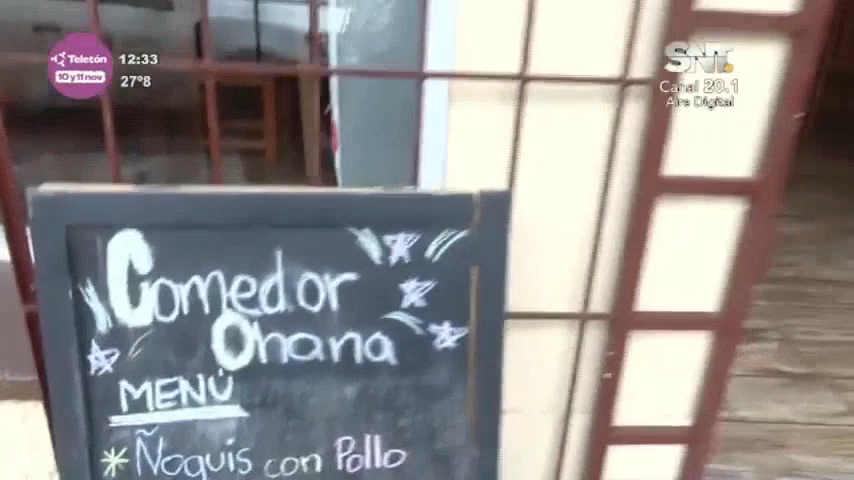 Teletón
10 y 11 nov
12:33
27°8
SNT
Canal 20.1
Aire Digital
Comedor
Ohana
MENÚ
* Ñoquis con Pollo